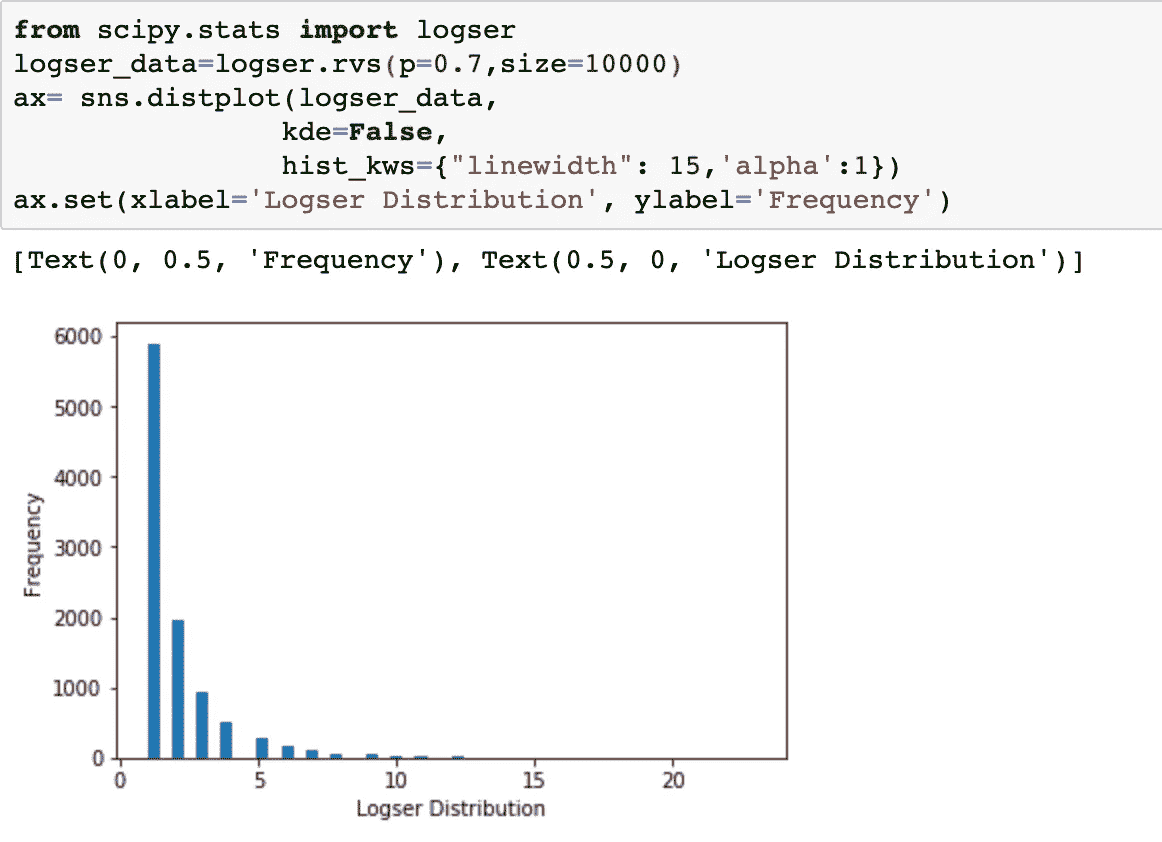 from scipy.stats import logser
logser_data=logser.rvs(p=0.7,size=10000)
ax= sns.distplot(logser_data,
kde=False,
hist_kws={"linewidth": 15,'alpha':1})
ax.set(xlabel='Logser Distribution', ylabel='Frequency')
[Text(0, 0.5, 'Frequency'), Text(0.5, 0, 'Logser Distribution')]
6000
5000
4000
3000
2000
1000
0
Frequency
0 5 10 15 20
Logser Distribution